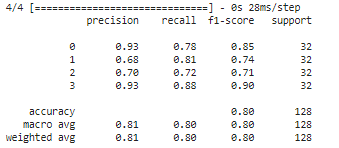 4/4 [==============================] - 0s 28ms/step
              precision    recall  f1-score   support

           0       0.93      0.78      0.85        32
           1       0.68      0.81      0.74        32
           2       0.70      0.72      0.71        32
           3       0.93      0.88      0.90        32

    accuracy                           0.80       128
   macro avg       0.81      0.80      0.80       128
weighted avg       0.81      0.80      0.80       128